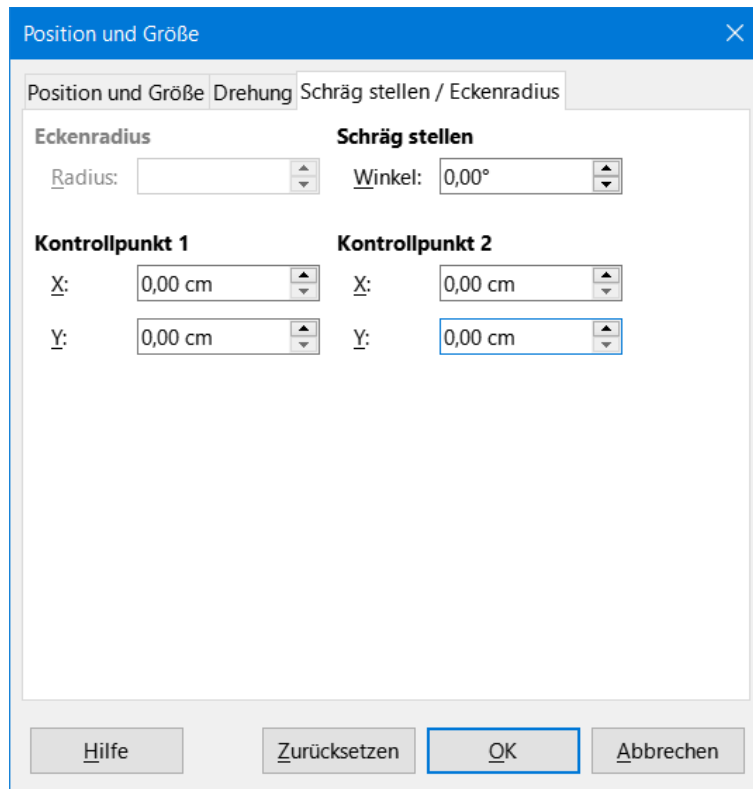 Position und Größe
Position und Größe Drehung Schräg stellen / Eckenradius
Eckenradius Schräg stellen
Radius: Winkel: 0,00°
Kontrollpunkt 1 Kontrollpunkt 2
X: 0,00 cm X: 0,00 cm
Y: 0,00 cm Y: 0,00 cm
Hilfe Zurücksetzen OK Abbrechen